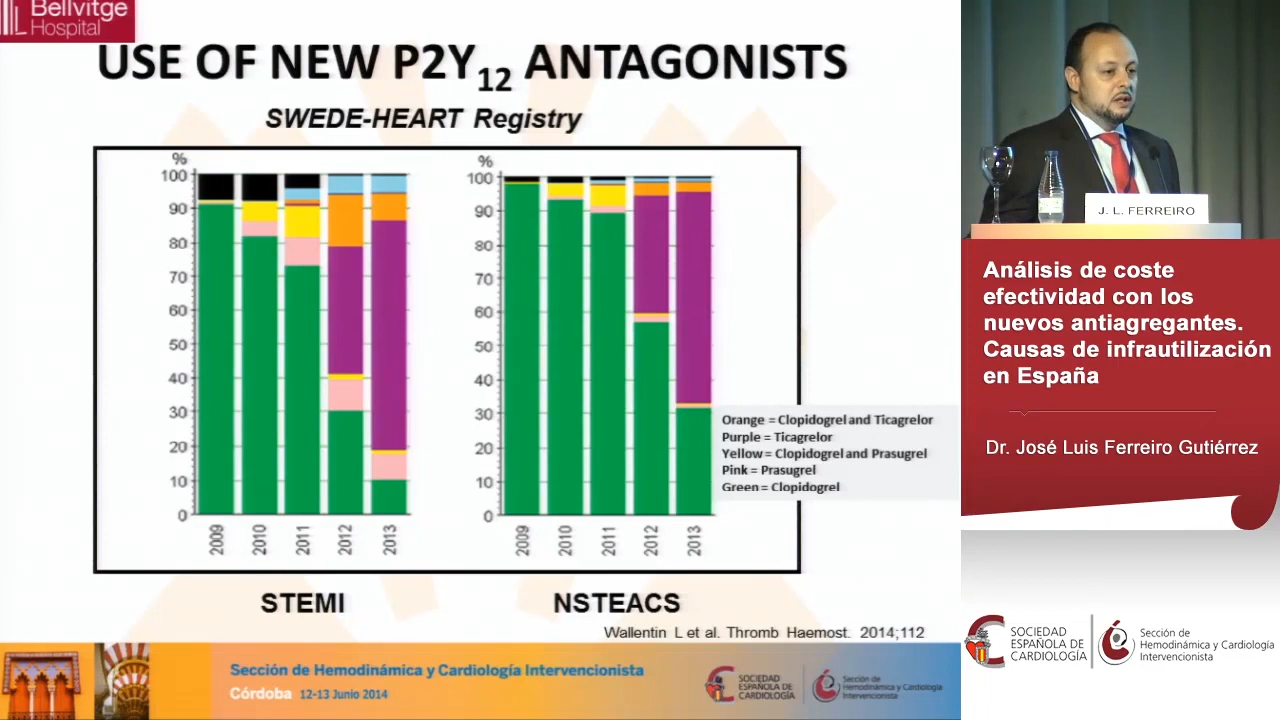 Bellvitge
Hospital
USE OF NEW P2Y12 ANTAGONISTS
SWEDE-HEART Registry
%
100
90
80
70
60
50
40
30
20
10
0
2009
2010
2011
2012
2013
STEMI
%
100
90
80
70
60
50
40
30
20
10
0
2009
2010
2011
2012
2013
NSTEACS
Orange = Clopidogrel and Ticagrelor
Purple = Ticagrelor
Yellow = Clopidogrel and Prasugrel
Pink = Prasugrel
Green = Clopidogrel
Wallentin L et al. Thromb Haemost. 2014;112
Sección de Hemodinámica y Cardiología Intervencionista
Córdoba 12-13 Junio 2014
SOCIEDAD
ESPAÑOLA DE
CARDIOLOGÍA
Sección de
Hemodinámica y Cardiología
Intervencionista
J. L. FERREIRO
Análisis de coste
efectividad con los
nuevos antiagregantes.
Causas de infrautilización
en España
Dr. José Luis Ferreiro Gutiérrez
SOCIEDAD
ESPAÑOLA DE
CARDIOLOGÍA
Sección de
Hemodinámica y Cardiología
Intervencionista